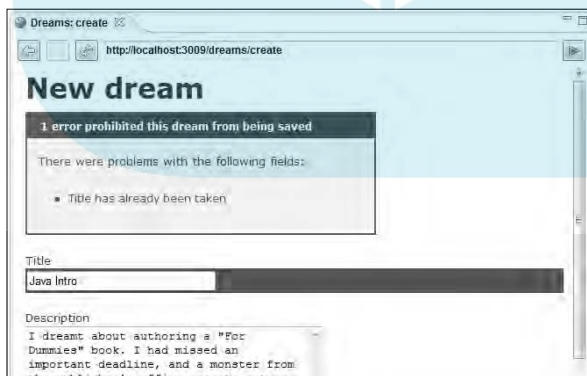 Dreams: create
http://localhost:3009/dreams/create
New dream
1 error prohibited this dream from being saved
There were problems with the following fields:
Title has already been taken
Title
Java Intro
Description
I dreamt about authoring a "For
Dummies" book. I had missed an
important deadline, and a monster from